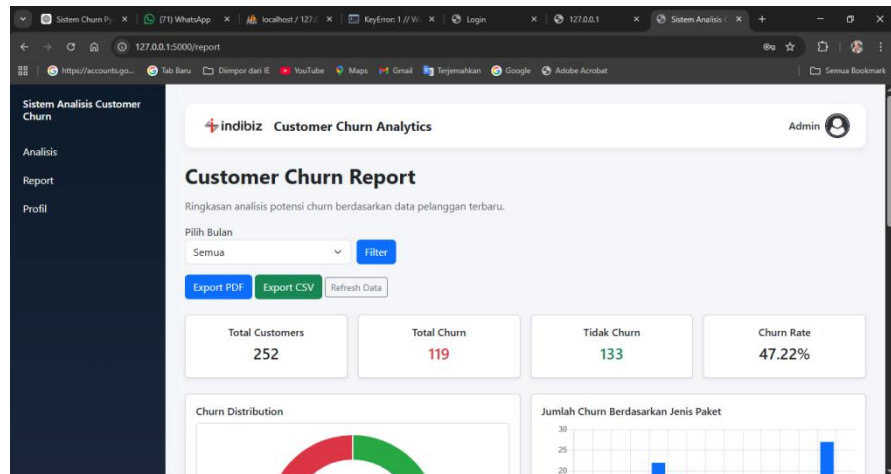 Sistem Churn Py
(71) WhatsApp
localhost / 127.0
KeyError: 1 // W
Login
127.0.0.1
Sistem Analisis C
127.0.0.1:5000/report
https://accounts.go...
Tab Baru
Diimpor dari IE
YouTube
Maps
Gmail
Terjemahkan
Google
Adobe Acrobat
Semua Bookmark
Sistem Analisis Customer
Churn
Analisis
Report
Profil
indibiz Customer Churn Analytics
Admin
Customer Churn Report
Ringkasan analisis potensi churn berdasarkan data pelanggan terbaru.
Pilih Bulan
Semua
Filter
Export PDF
Export CSV
Refresh Data
Total Customers
252
Total Churn
119
Tidak Churn
133
Churn Rate
47.22%
Churn Distribution
Jumlah Churn Berdasarkan Jenis Paket
30
25
20